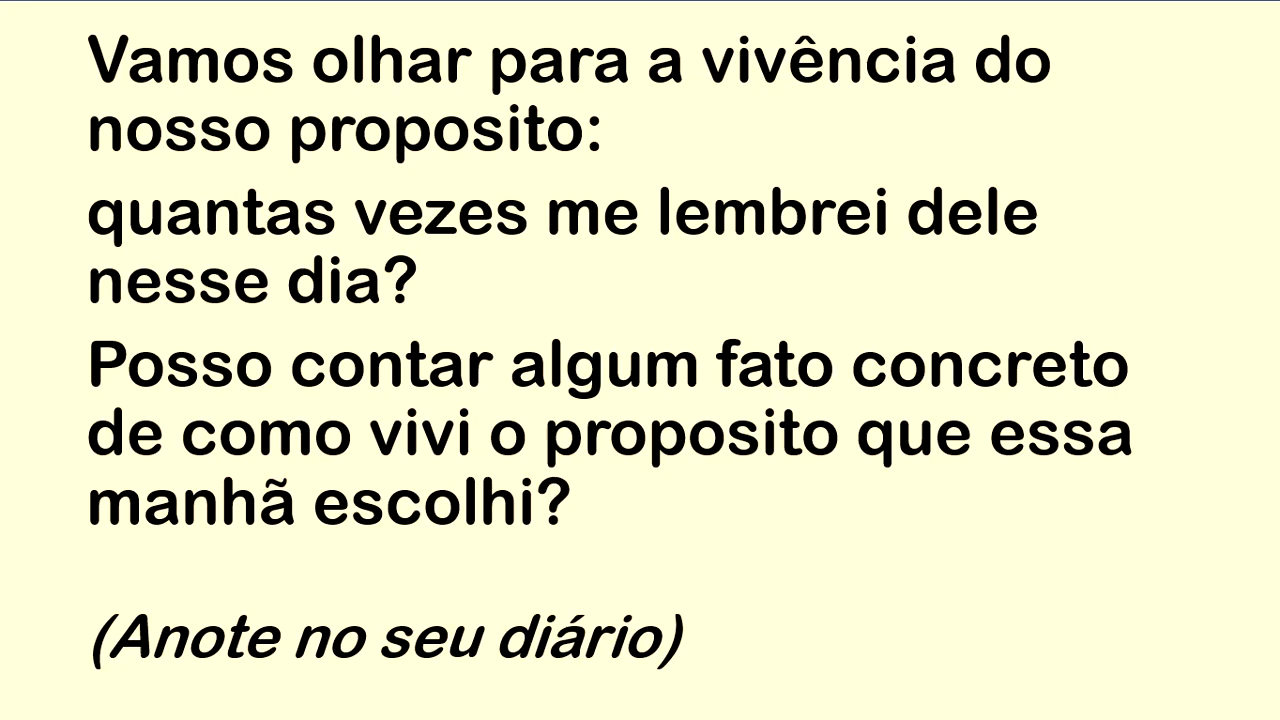 Vamos olhar para a vivência do
nosso proposito:
quantas vezes me lembrei dele
nesse dia?
Posso contar algum fato concreto
de como vivi o proposito que essa
manhã escolhi?
(Anote no seu diário)